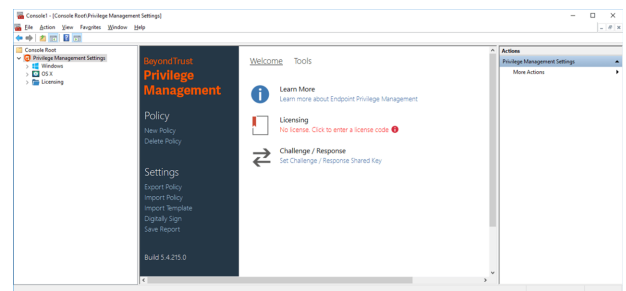 Console1 - [Console Root\Privilege Management Settings]
File Action View Favorites Window Help
Console Root
Privilege Management Settings
Windows
OS X
Licensing
BeyondTrust
Privilege
Management
Policy
New Policy
Delete Policy
Settings
Export Policy
Import Policy
Import Template
Digitally Sign
Save Report
Build 5.4.215.0
Welcome Tools
Learn More
Learn more about Endpoint Privilege Management
Licensing
No license. Click to enter a license code
Challenge / Response
Set Challenge / Response Shared Key
Actions
Privilege Management Settings
More Actions